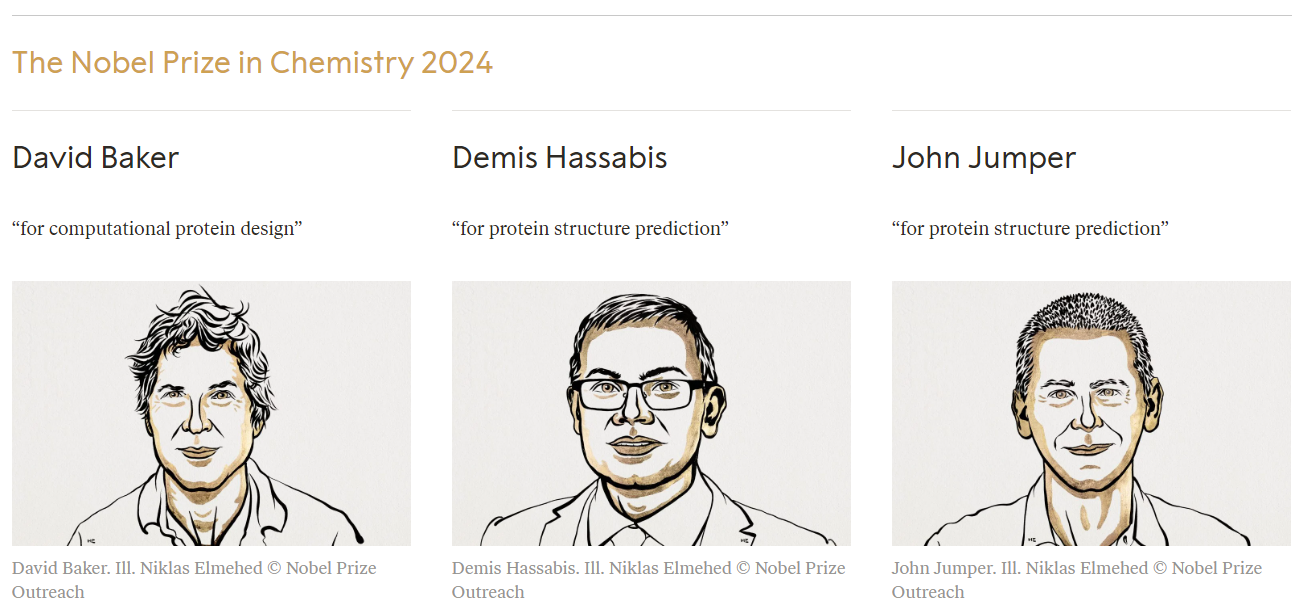 The Nobel Prize in Chemistry 2024
David Baker
“for computational protein design”
David Baker. Ill. Niklas Elmehed © Nobel Prize
Outreach
Demis Hassabis
“for protein structure prediction”
Demis Hassabis. Ill. Niklas Elmehed © Nobel Prize
Outreach
John Jumper
“for protein structure prediction”
John Jumper. Ill. Niklas Elmehed © Nobel Prize
Outreach